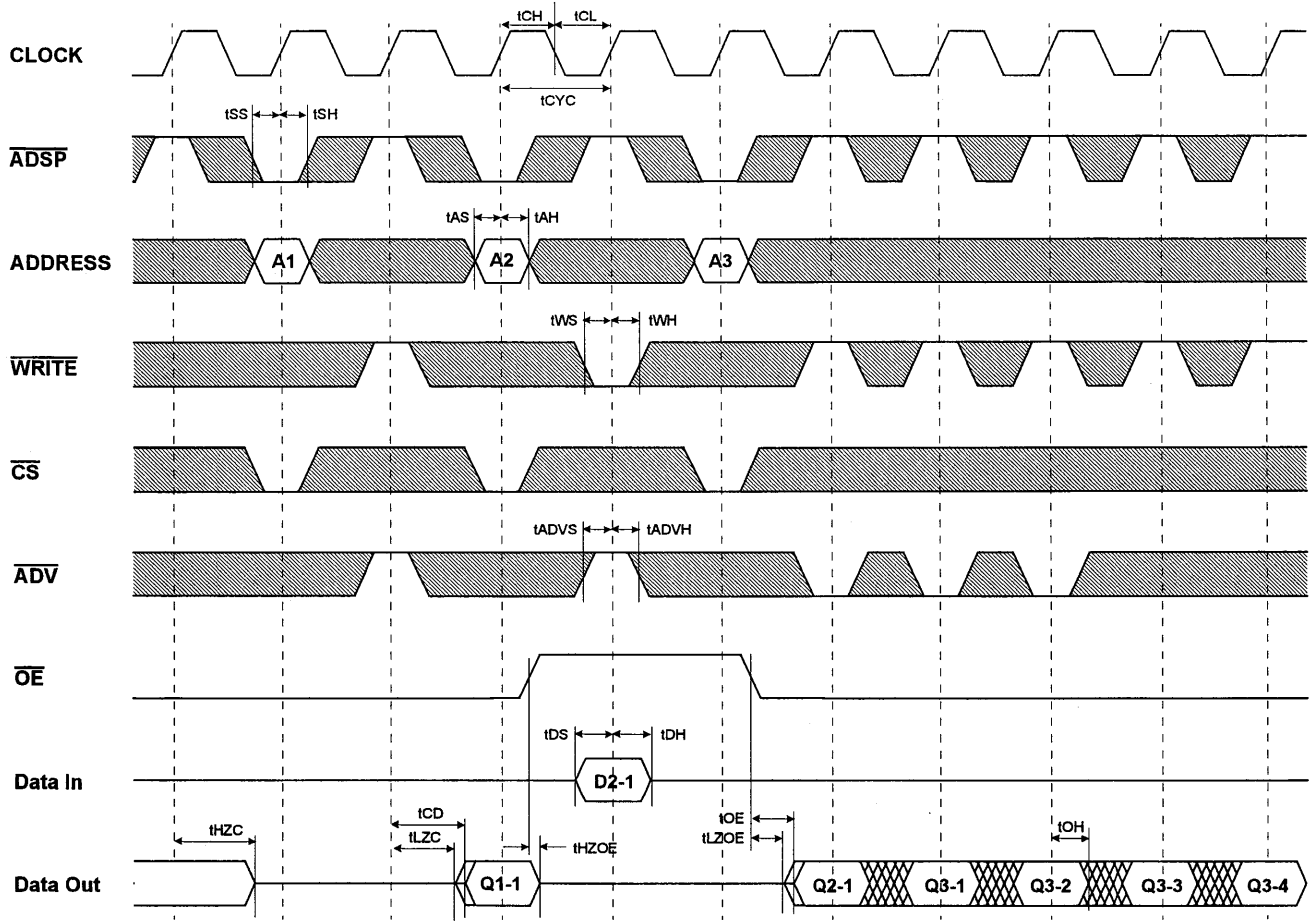 tCH tCL
CLOCK
tCYC
tSS tSH
ADSP
tAS tAH
ADDRESS A1 A2 A3
tWS tWH
WRITE
CS
tADVS tADVH
ADV
OE
tDS tDH
Data In D2-1
tCD tOE tOH
tHZC tLZC tHZOE tLZIOE
Data Out Q1-1 Q2-1 Q3-1 Q3-2 Q3-3 Q3-4